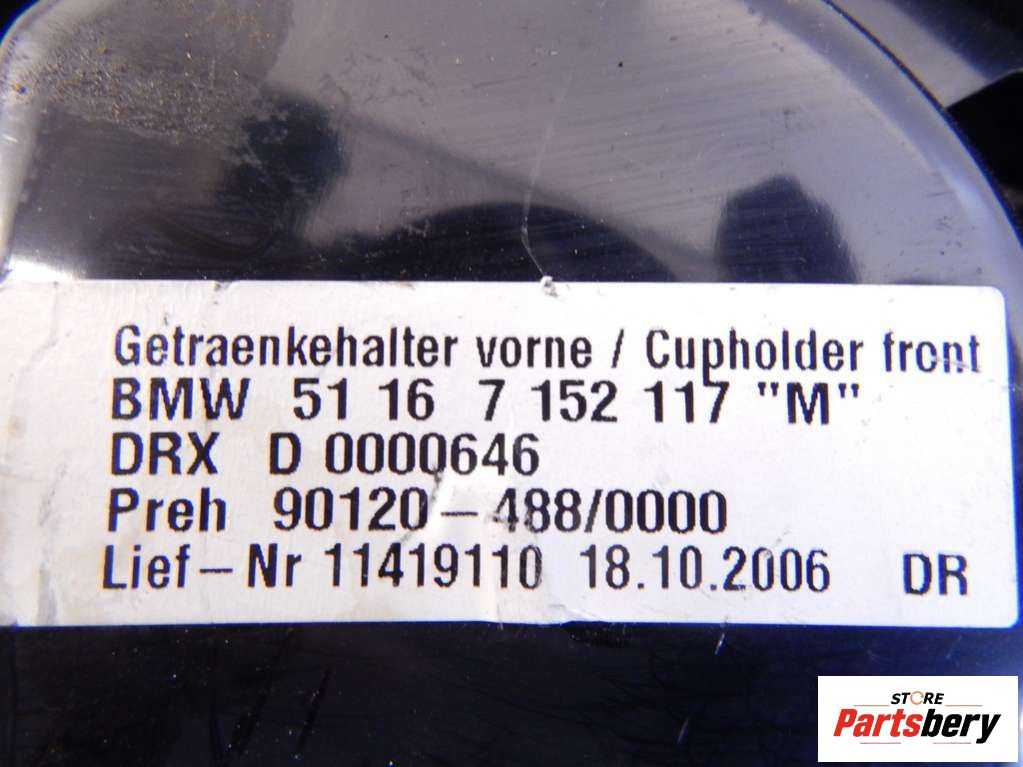 Getraenkehalter vorne / Cupholder front
BMW 51 16 7 152 117 "M"
DRX D 0000646
Preh 90120-488/0000
Lief-Nr 11419110 18.10.2006 DR
STORE
Partsbery